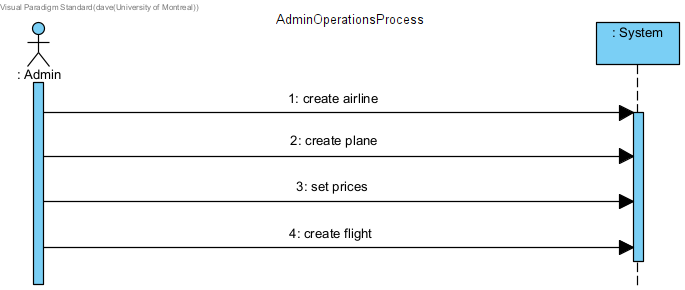 Visual Paradigm Standard(dave(University of Montreal))
AdminOperationsProcess
: System
: Admin
1: create airline
2: create plane
3: set prices
4: create flight